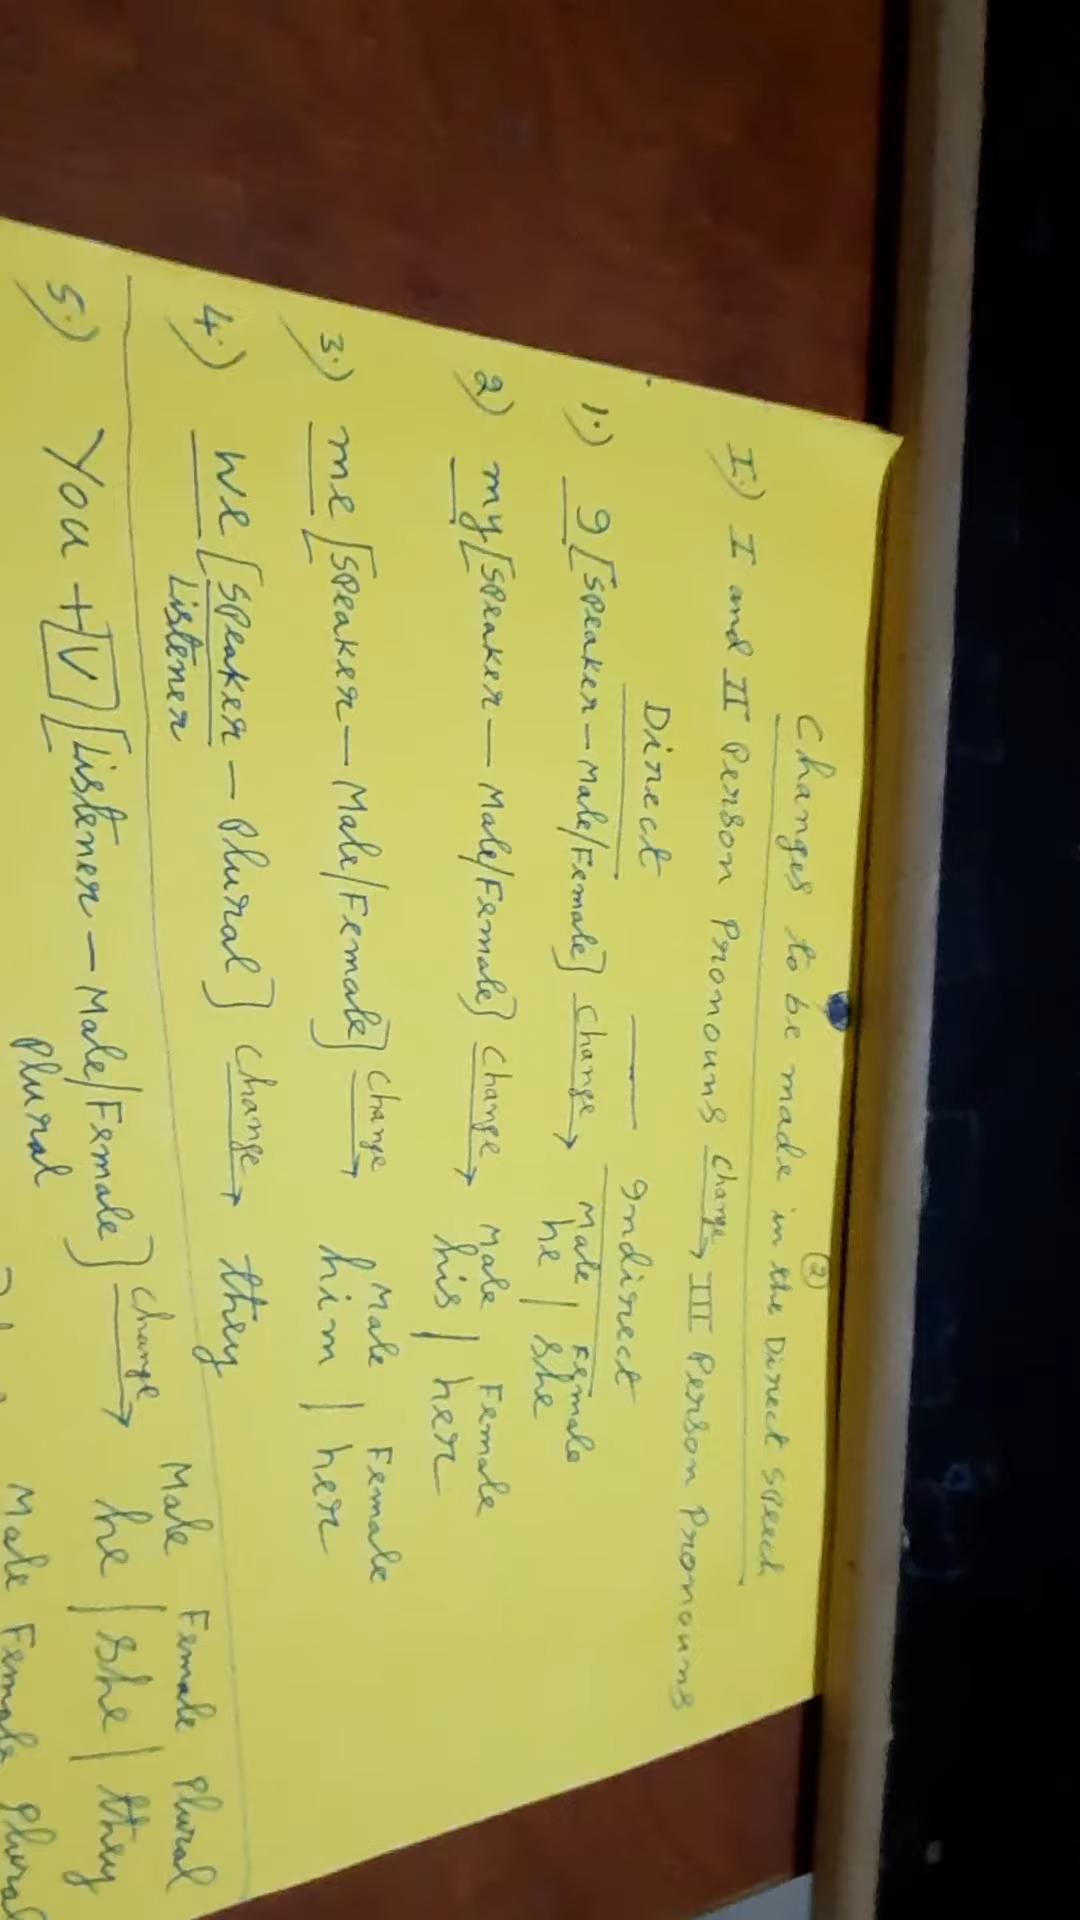 ②
Changes to be made in the Direct speech
I.) I and II Person Pronouns change→ III Person Pronouns
Direct — Indirect
Male Female
1.) I [Speaker — Male/Female] change→ he / she
Male Female
2) my [Speaker — Male/Female] change→ his / her
Male Female
3.) me [Speaker — Male/Female] change→ him / her
4.) we [Speaker — Plural] change→ they
Listener
Male Female Plural
5.) You + V [Listener — Male/Female] change→ he / she / they
Plural
Male Female Plural